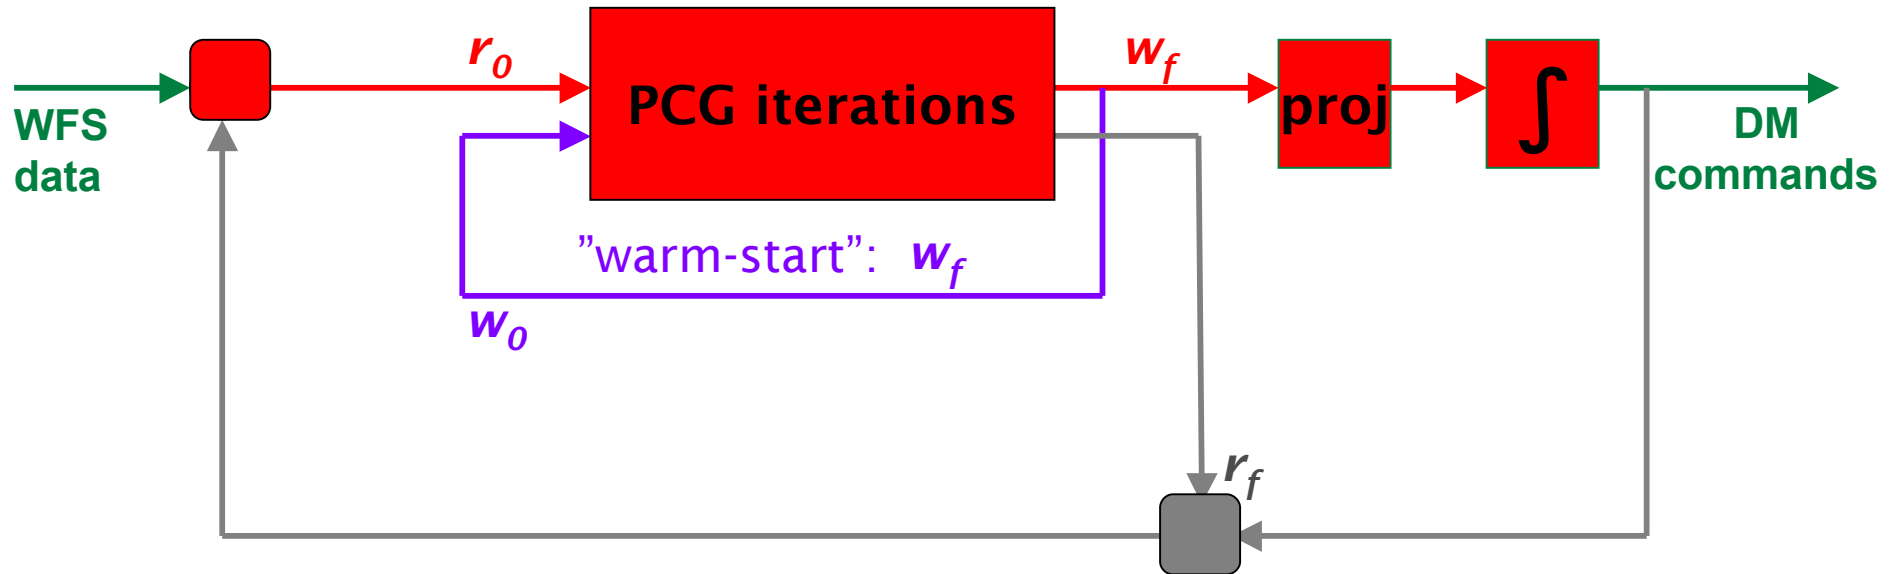 r0
wf
WFS
data
PCG iterations
proj
∫
DM
commands
”warm-start”: wf
w0
rf